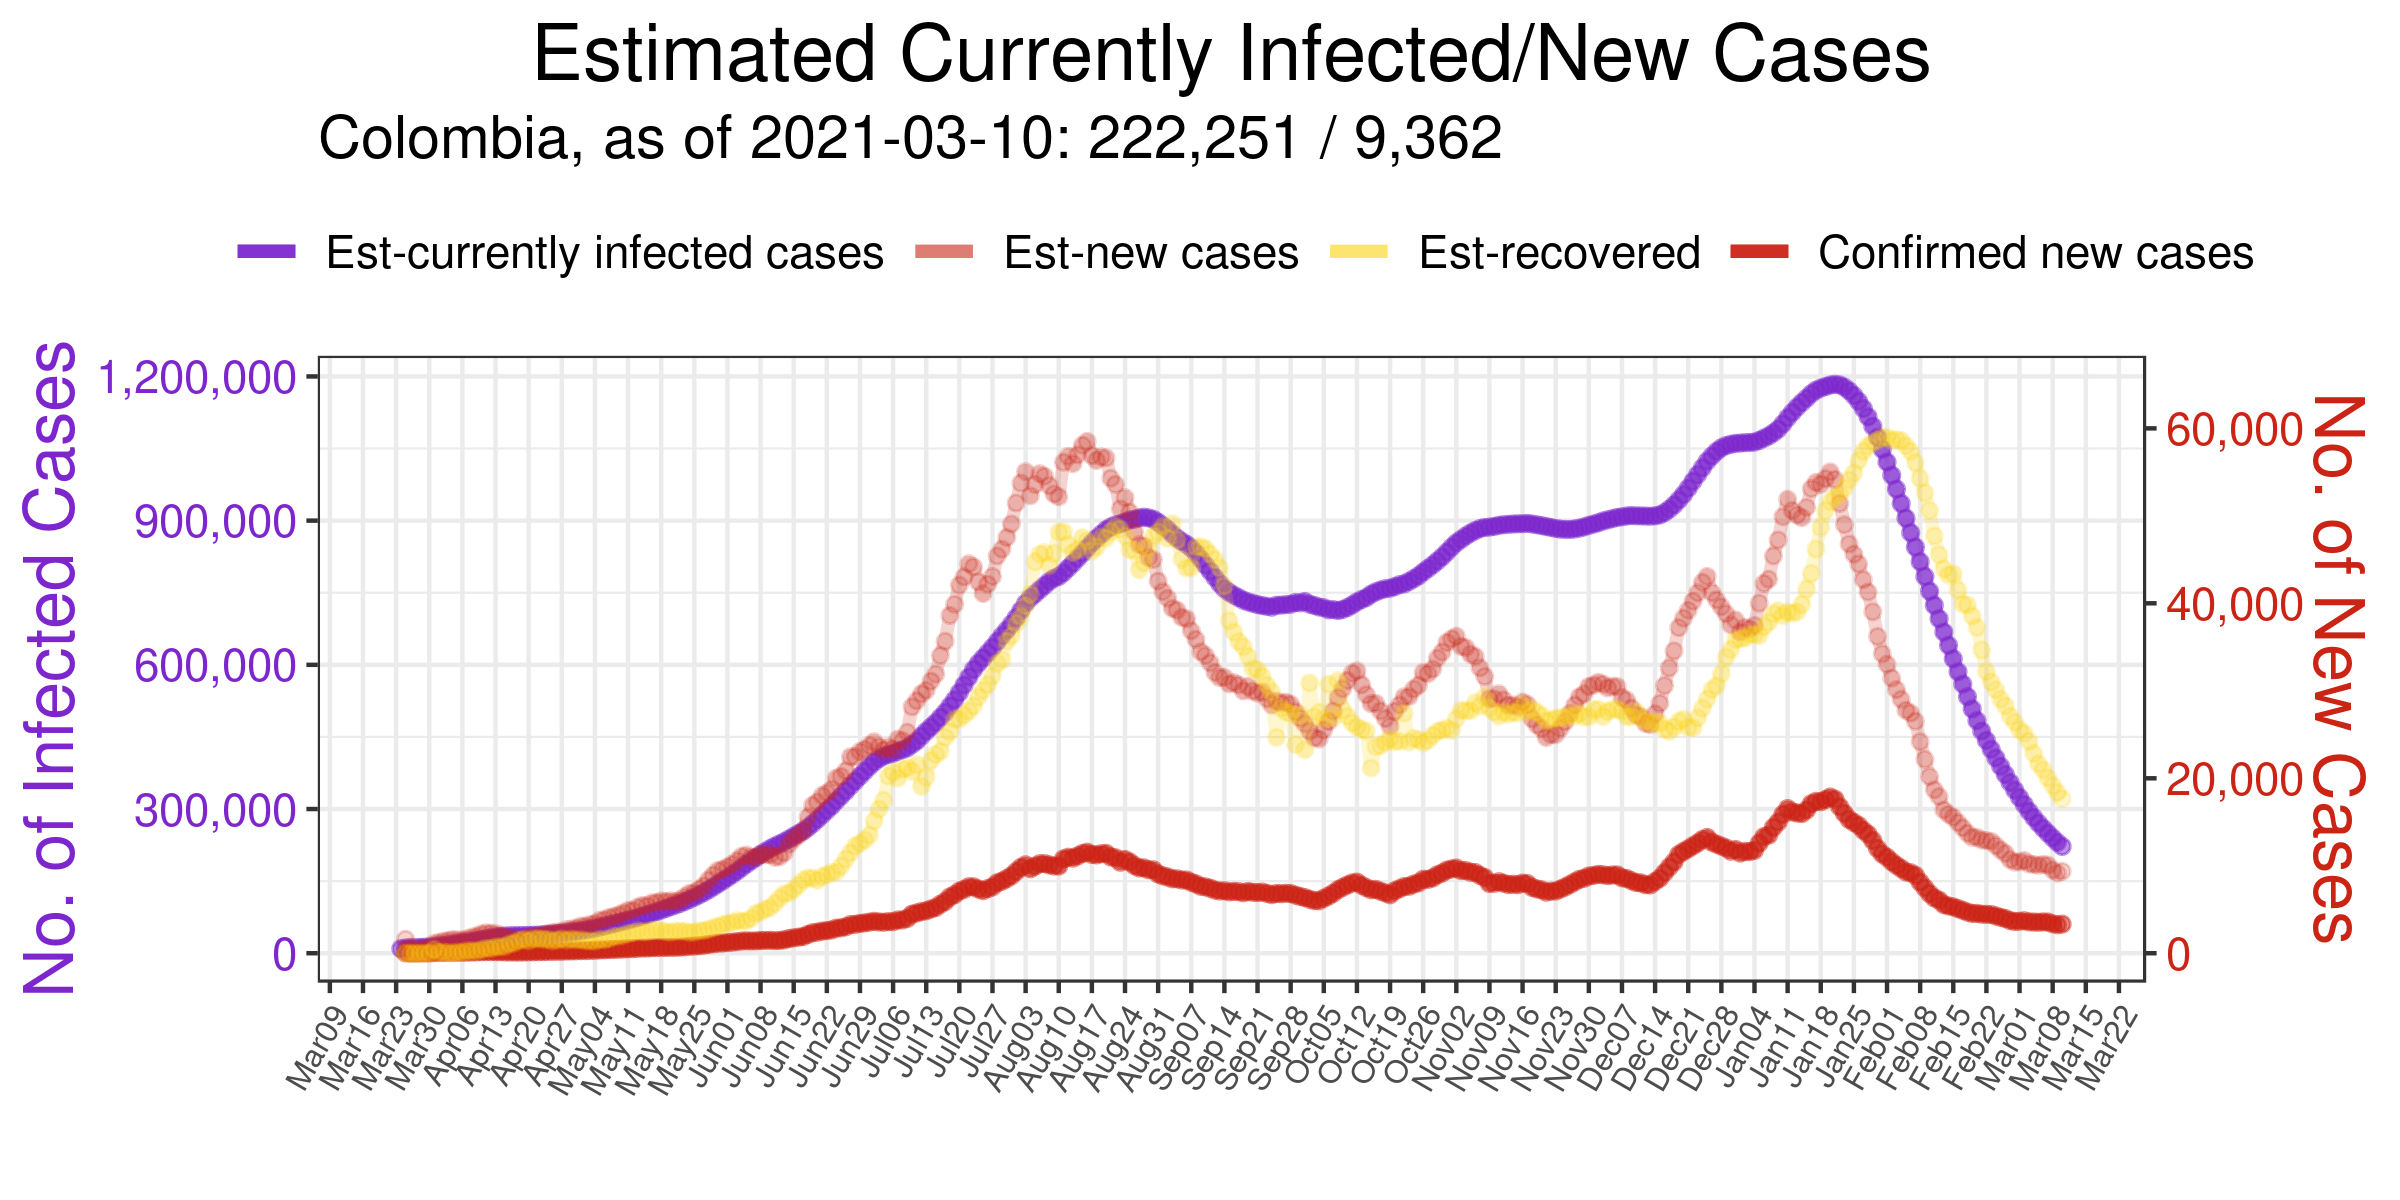 Estimated Currently Infected/New Cases
Colombia, as of 2021-03-10: 222,251 / 9,362
Est-currently infected cases Est-new cases Est-recovered Confirmed new cases
No. of Infected Cases
1,200,000
900,000
600,000
300,000
0
60,000
40,000
20,000
0
No. of New Cases
Mar09 Mar16 Mar23 Mar30 Apr06 Apr13 Apr20 Apr27 May04 May11 May18 May25 Jun01 Jun08 Jun15 Jun22 Jun29 Jul06 Jul13 Jul20 Jul27 Aug03 Aug10 Aug17 Aug24 Aug31 Sep07 Sep14 Sep21 Sep28 Oct05 Oct12 Oct19 Oct26 Nov02 Nov09 Nov16 Nov23 Nov30 Dec07 Dec14 Dec21 Dec28 Jan04 Jan11 Jan18 Jan25 Feb01 Feb08 Feb15 Feb22 Mar01 Mar08 Mar15 Mar22